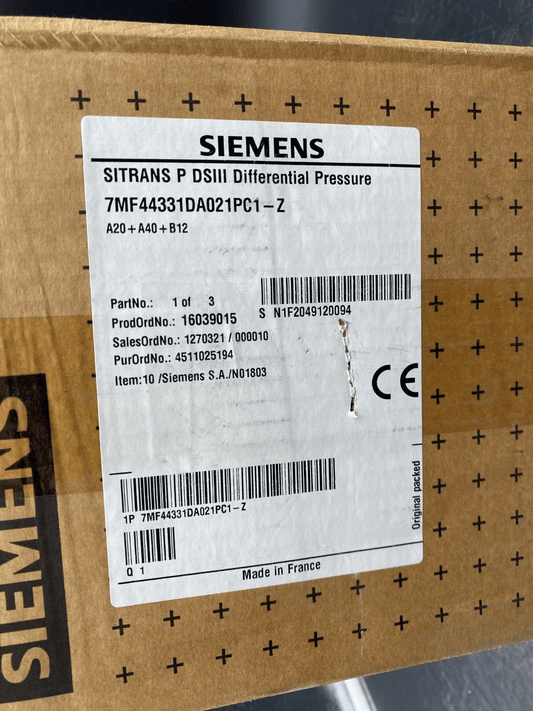 SIEMENS
SITRANS P DSIII Differential Pressure
7MF44331DA021PC1-Z
A20+A40+B12
PartNo.: 1 of 3
ProdOrdNo.: 16039015
SalesOrdNo.: 1270321 / 000010
PurOrdNo.: 4511025194
Item:10 /Siemens S.A./N01803
S N1F2049120094
CE
Original packed
1P 7MF44331DA021PC1-Z
Q 1
Made in France
SIEMENS